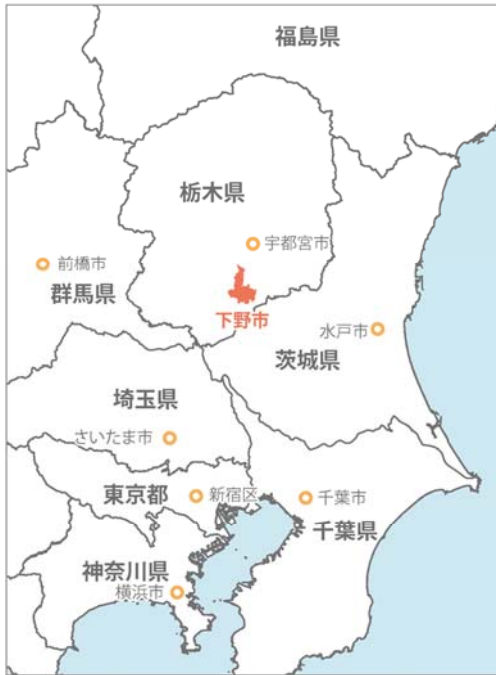 福島県
栃木県
宇都宮市
前橋市
群馬県
下野市
水戸市
茨城県
埼玉県
さいたま市
東京都
新宿区
千葉市
千葉県
神奈川県
横浜市